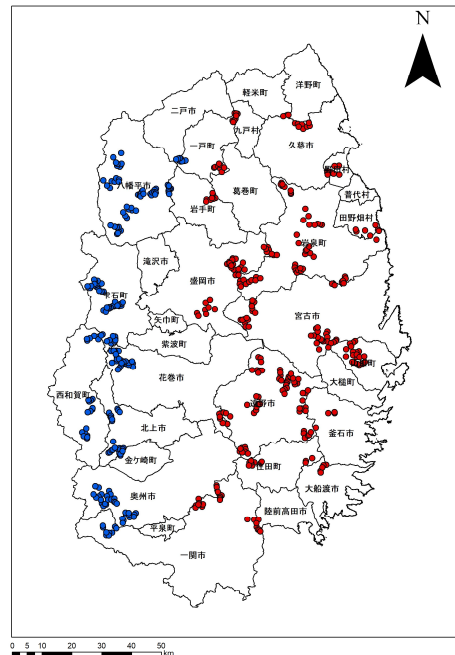 N
洋野町
軽米町
二戸市
九戸村
一戸町
久慈市
八幡平市
葛巻町
普代村
岩手町
田野畑村
岩泉町
滝沢市
盛岡市
雫石町
宮古市
矢巾町
紫波町
花巻市
大槌町
西和賀町
遠野市
北上市
釜石市
金ケ崎町
住田町
大船渡市
奥州市
陸前高田市
平泉町
一関市
0 5 10 20 30 40 50
km